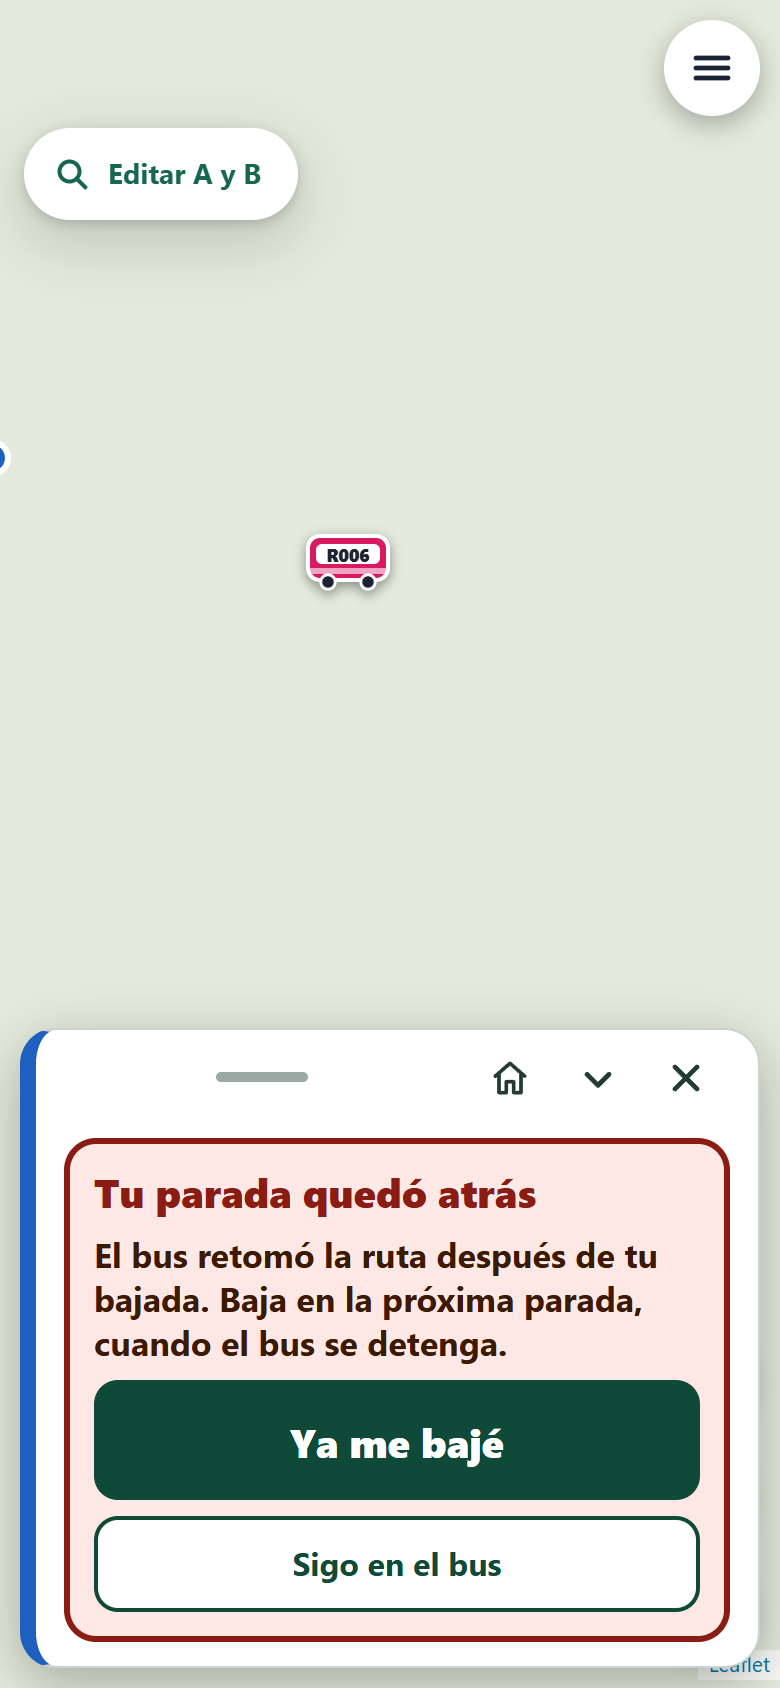 Editar A y B
R006
Tu parada quedó atrás
El bus retomó la ruta después de tu
bajada. Baja en la próxima parada,
cuando el bus se detenga.
Ya me bajé
Sigo en el bus
Leaflet